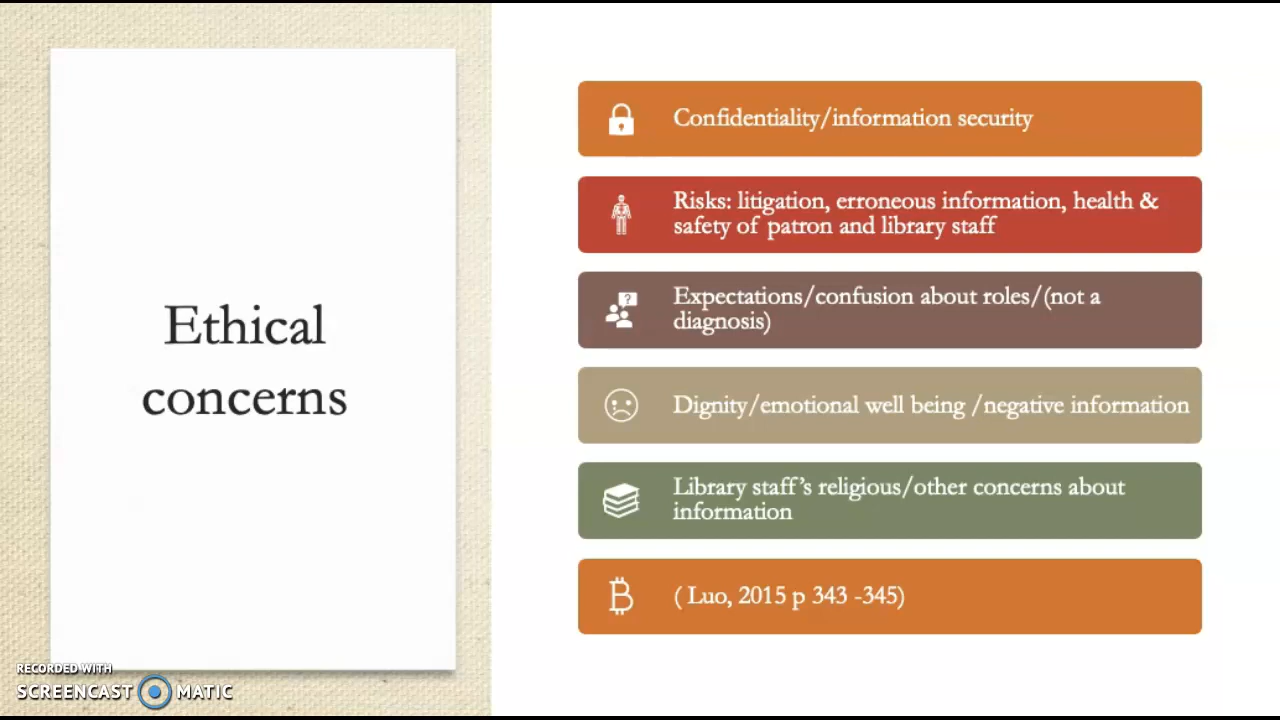 Ethical
concerns
Confidentiality/information security
Risks: litigation, erroneous information, health &
safety of patron and library staff
Expectations/confusion about roles/(not a
diagnosis)
Dignity/emotional well being /negative information
Library staff's religious/other concerns about
information
( Luo, 2015 p 343 -345)
RECORDED WITH
SCREENCAST MATIC